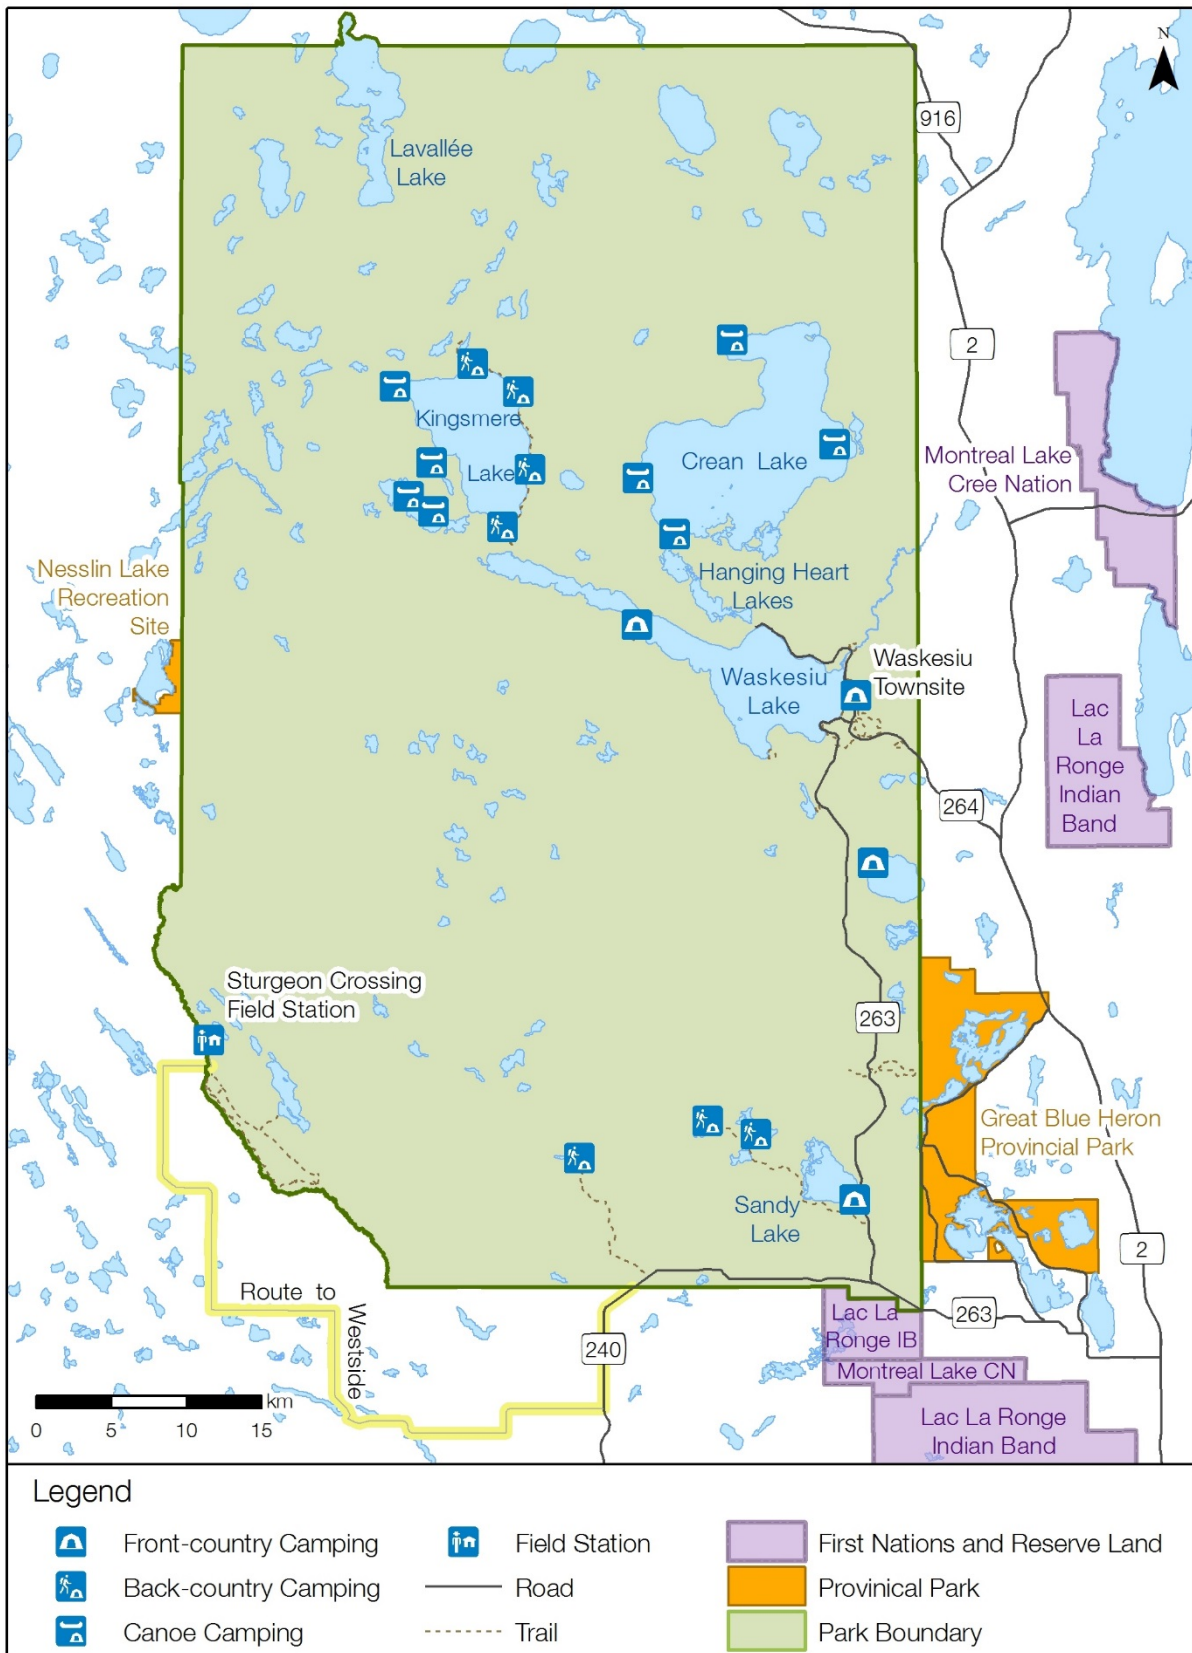 N
916
Lavallée
Lake
2
Kingsmere
Lake
Crean Lake
Montreal Lake
Cree Nation
Nesslin Lake
Recreation
Site
Hanging Heart
Lakes
Waskesiu
Townsite
Waskesiu
Lake
Lac
La
Ronge
Indian
Band
264
Sturgeon Crossing
Field Station
263
Great Blue Heron
Provincial Park
Sandy
Lake
2
Route to
Westside
240
263
Lac La
Ronge IB
Montreal Lake CN
Lac La Ronge
Indian Band
km
0 5 10 15
Legend
Front-country Camping
Field Station
First Nations and Reserve Land
Back-country Camping
Road
Provinical Park
Canoe Camping
Trail
Park Boundary